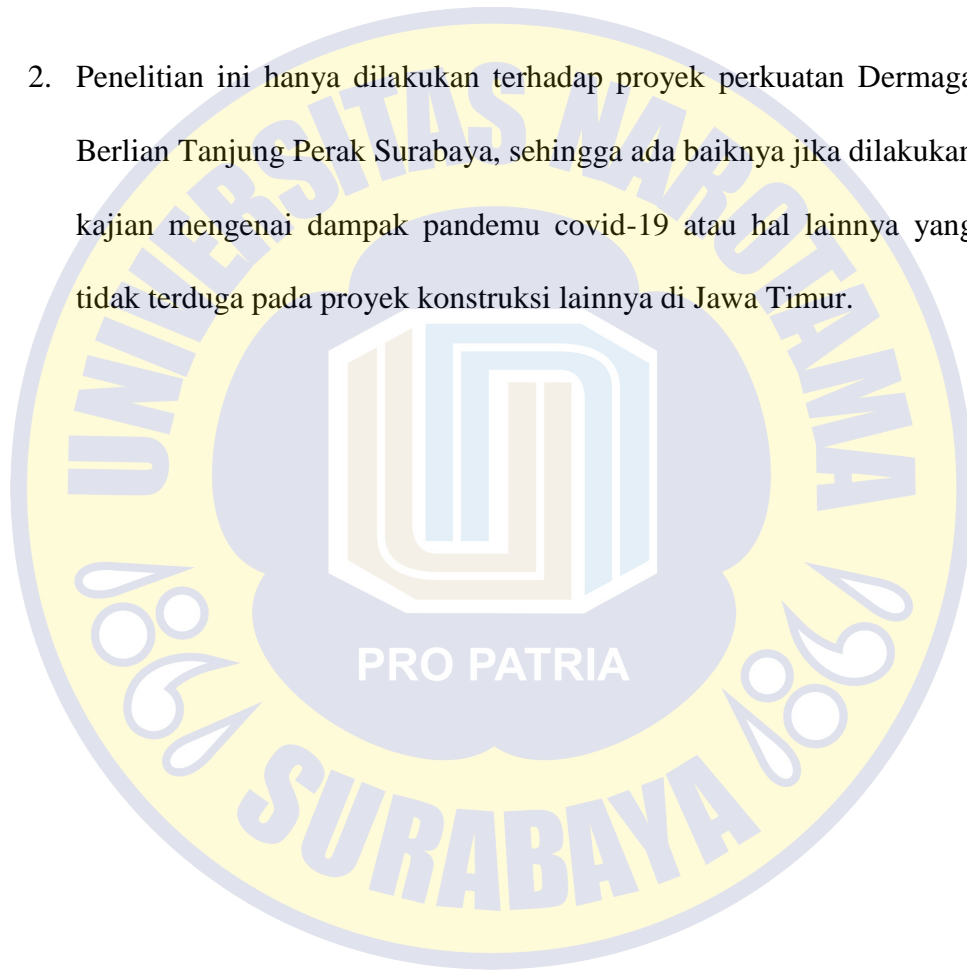 2. Penelitian ini hanya dilakukan terhadap proyek perkuatan Dermaga
Berlian Tanjung Perak Surabaya, sehingga ada baiknya jika dilakukan
kajian mengenai dampak pandemu covid-19 atau hal lainnya yang
tidak terduga pada proyek konstruksi lainnya di Jawa Timur.
UNIVERSITAS NAROTAMA
PRO PATRIA
SURABAYA